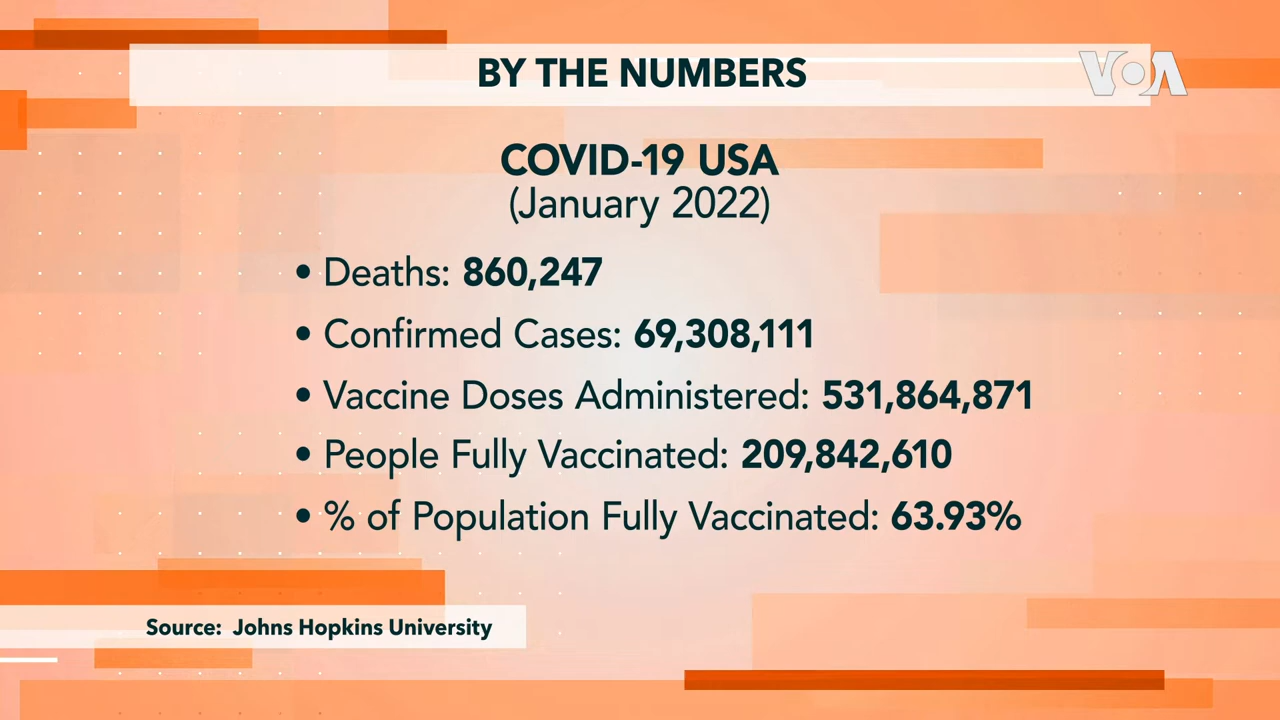 BY THE NUMBERS
VOA
COVID-19 USA
(January 2022)
• Deaths: 860,247
• Confirmed Cases: 69,308,111
• Vaccine Doses Administered: 531,864,871
• People Fully Vaccinated: 209,842,610
• % of Population Fully Vaccinated: 63.93%
Source: Johns Hopkins University